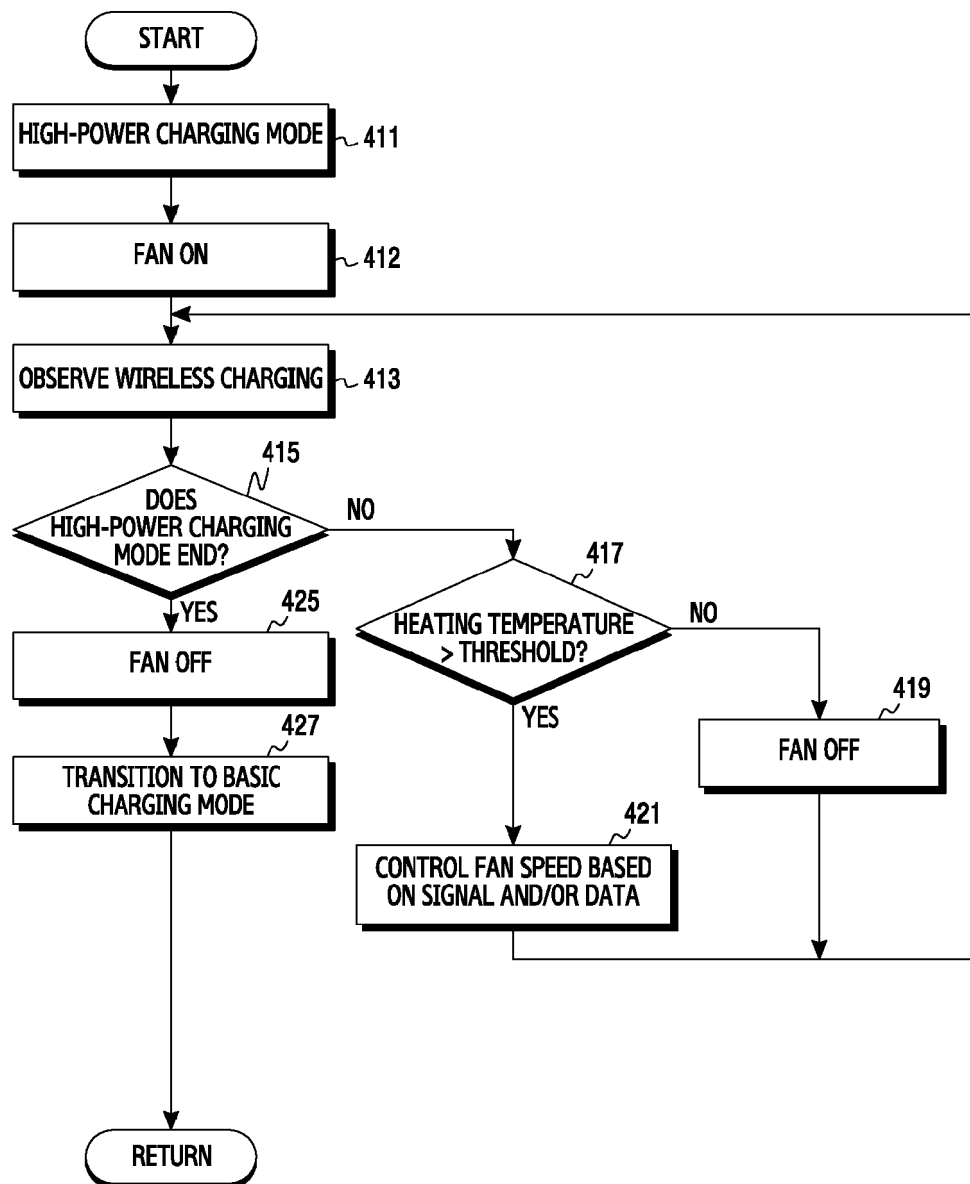 START
HIGH-POWER CHARGING MODE
411
FAN ON
412
OBSERVE WIRELESS CHARGING
413
415
DOES
HIGH-POWER CHARGING
MODE END?
NO
YES
417
HEATING TEMPERATURE
> THRESHOLD?
NO
YES
419
FAN OFF
421
CONTROL FAN SPEED BASED
ON SIGNAL AND/OR DATA
425
FAN OFF
427
TRANSITION TO BASIC
CHARGING MODE
RETURN